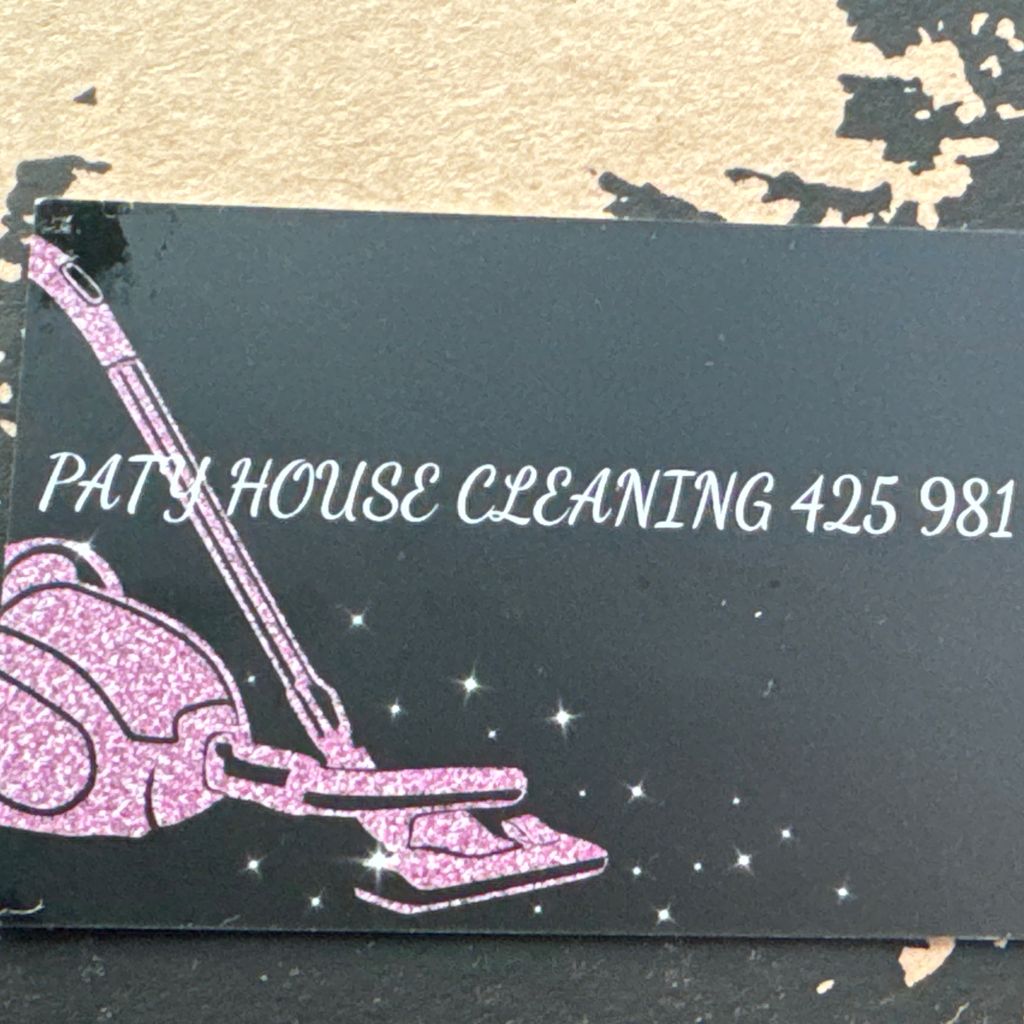 PATY HOUSE CLEANING 425 981